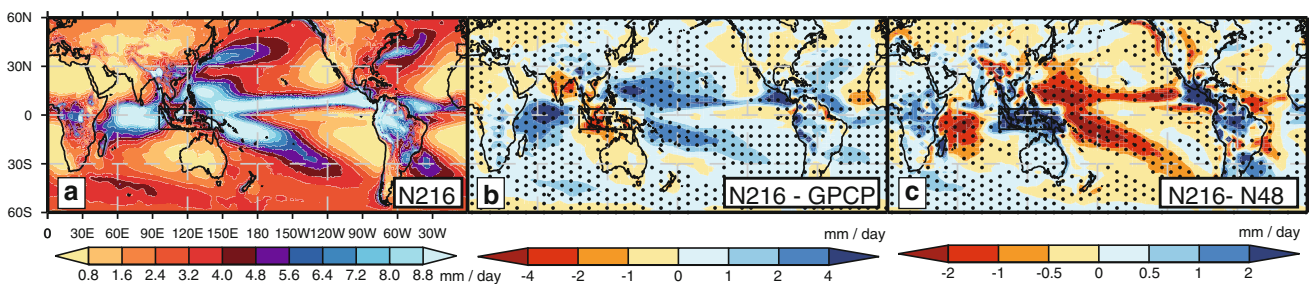 60N
30N
0
30S
60S
a
N216
b
N216 - GPCP
c
N216- N48
0 30E 60E 90E 120E 150E 180 150W120W 90W 60W 30W
mm / day
mm / day
0.8 1.6 2.4 3.2 4.0 4.8 5.6 6.4 7.2 8.0 8.8 mm / day
-4 -2 -1 0 1 2 4
-2 -1 -0.5 0 0.5 1 2